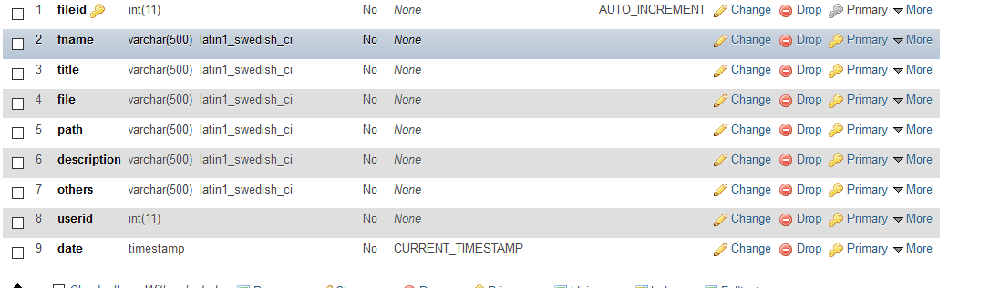 1 fileid int(11) No None AUTO_INCREMENT Change Drop Primary More
2 fname varchar(500) latin1_swedish_ci No None Change Drop Primary More
3 title varchar(500) latin1_swedish_ci No None Change Drop Primary More
4 file varchar(500) latin1_swedish_ci No None Change Drop Primary More
5 path varchar(500) latin1_swedish_ci No None Change Drop Primary More
6 description varchar(500) latin1_swedish_ci No None Change Drop Primary More
7 others varchar(500) latin1_swedish_ci No None Change Drop Primary More
8 userid int(11) No None Change Drop Primary More
9 date timestamp No CURRENT_TIMESTAMP Change Drop Primary More